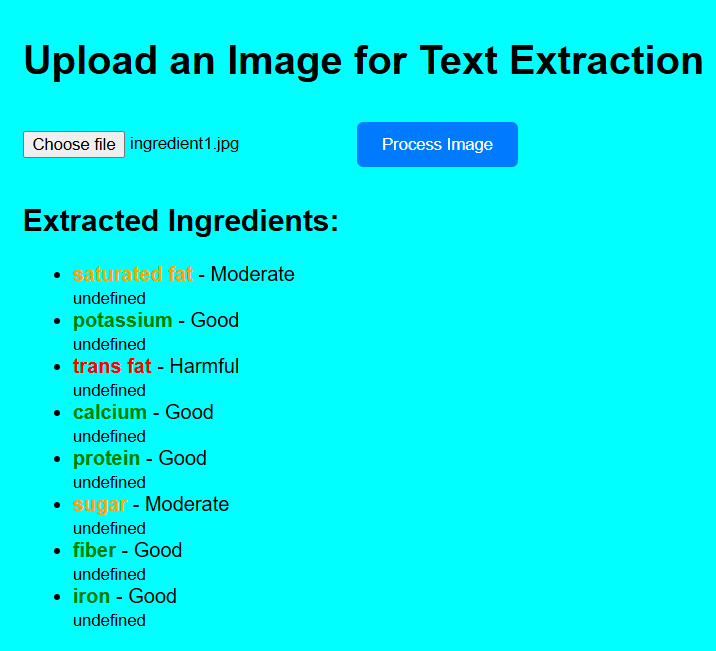 Upload an Image for Text Extraction
Choose file ingredient1.jpg Process Image
Extracted Ingredients:
• saturated fat - Moderate
undefined
• potassium - Good
undefined
• trans fat - Harmful
undefined
• calcium - Good
undefined
• protein - Good
undefined
• sugar - Moderate
undefined
• fiber - Good
undefined
• iron - Good
undefined